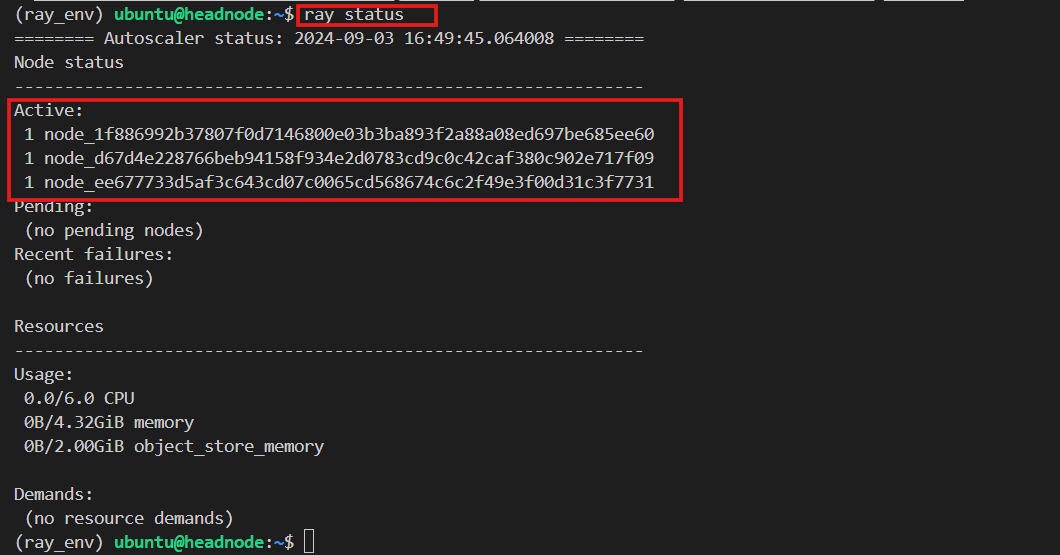 (ray_env) ubuntu@headnode:~$ ray status
======== Autoscaler status: 2024-09-03 16:49:45.064008 ========
Node status
---------------------------------------------------------------
Active:
 1 node_1f886992b37807f0d7146800e03b3ba893f2a88a08ed697be685ee60
 1 node_d67d4e228766beb94158f934e2d0783cd9c0c42caf380c902e717f09
 1 node_ee677733d5af3c643cd07c0065cd568674c6c2f49e3f00d31c3f7731
Pending:
 (no pending nodes)
Recent failures:
 (no failures)
Resources
---------------------------------------------------------------
Usage:
 0.0/6.0 CPU
 0B/4.32GiB memory
 0B/2.00GiB object_store_memory
Demands:
 (no resource demands)
(ray_env) ubuntu@headnode:~$